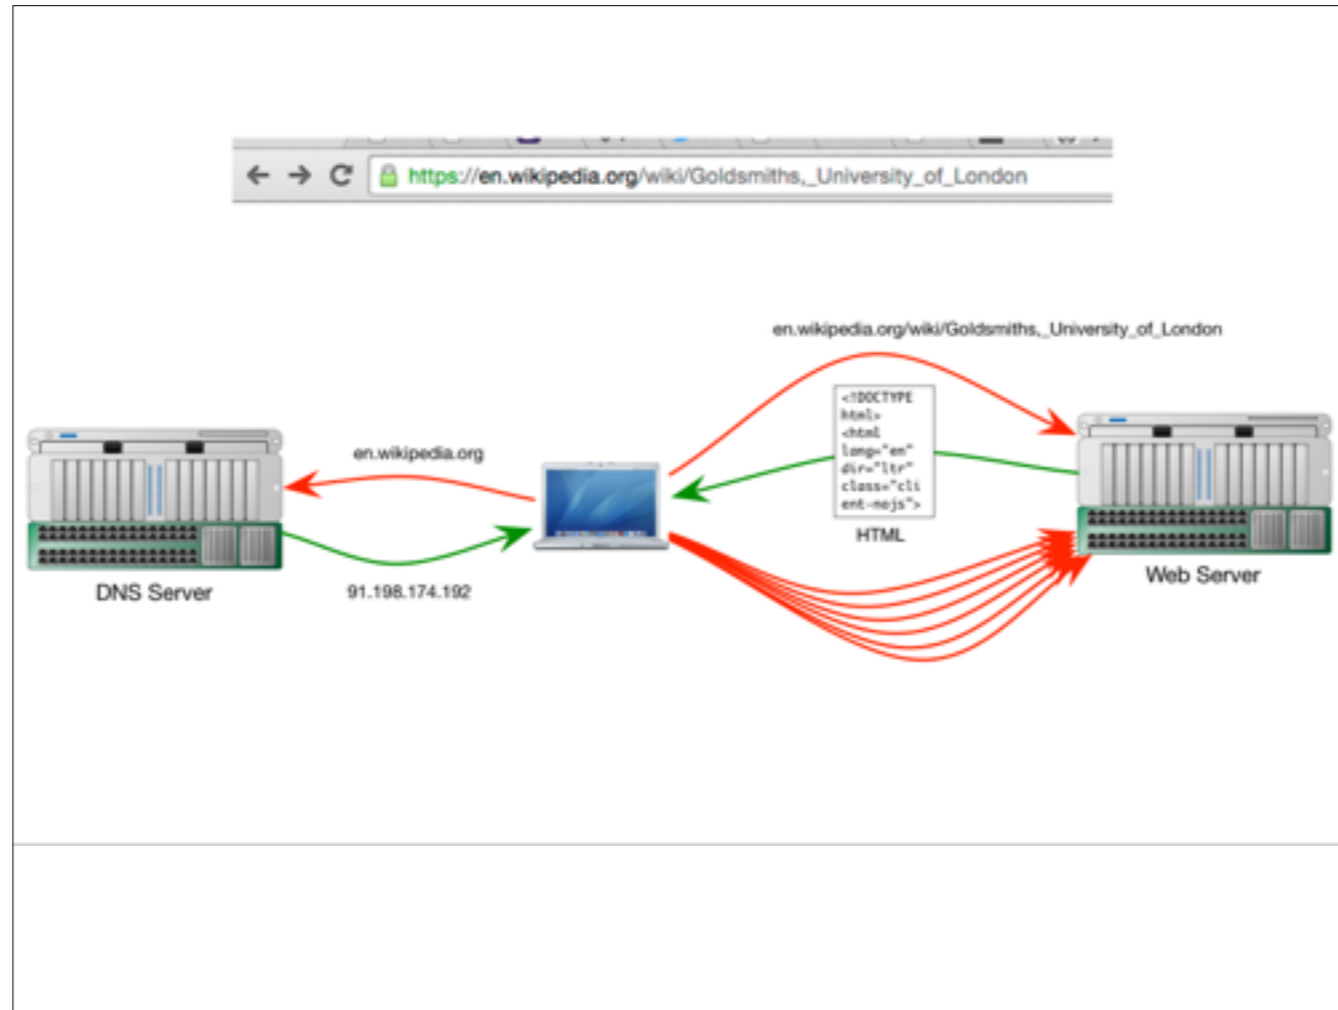 https://en.wikipedia.org/wiki/Goldsmiths,_University_of_London
en.wikipedia.org/wiki/Goldsmiths,_University_of_London
<!DOCTYPE
html>
<html
lang="en"
dir="ltr"
class="cli
ent-nojs">
HTML
en.wikipedia.org
91.198.174.192
DNS Server
Web Server